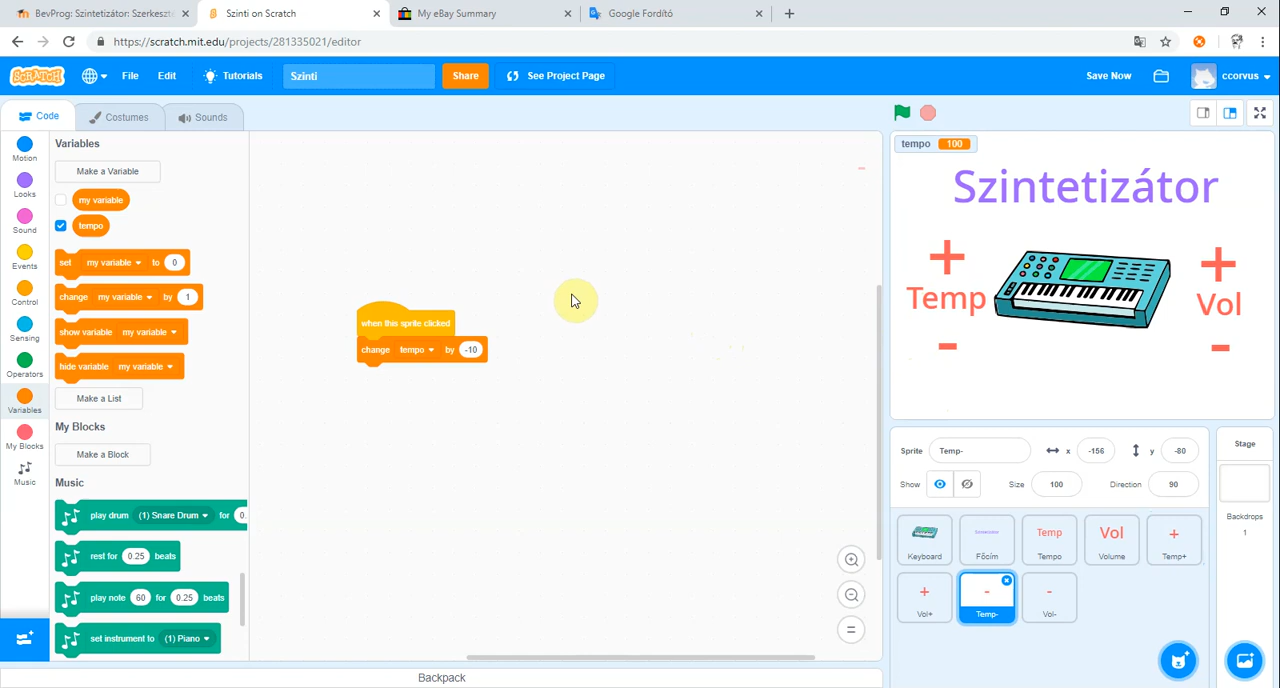 BevProg: Szintetizátor: Szerkeszté
Szinti on Scratch
My eBay Summary
Google Fordító
https://scratch.mit.edu/projects/281335021/editor
SCRATCH
File
Edit
Tutorials
Szinti
Share
See Project Page
Save Now
ccorvus
Code
Costumes
Sounds
Motion
Looks
Sound
Events
Control
Sensing
Operators
Variables
My Blocks
Music
Variables
Make a Variable
my variable
tempo
set my variable to 0
change my variable by 1
show variable my variable
hide variable my variable
Make a List
My Blocks
Make a Block
Music
play drum (1) Snare Drum for 0.
rest for 0.25 beats
play note 60 for 0.25 beats
set instrument to (1) Piano
when this sprite clicked
change tempo by -10
Backpack
tempo 100
Szintetizátor
+ +
Temp Vol
- -
Sprite Temp- x -156 y -80
Show Size 100 Direction 90
Keyboard
Főcím
Szintetizátor
Temp
Tempo
Vol
Volume
+
Temp+
+
Vol+
-
Temp-
-
Vol-
Stage
Backdrops
1